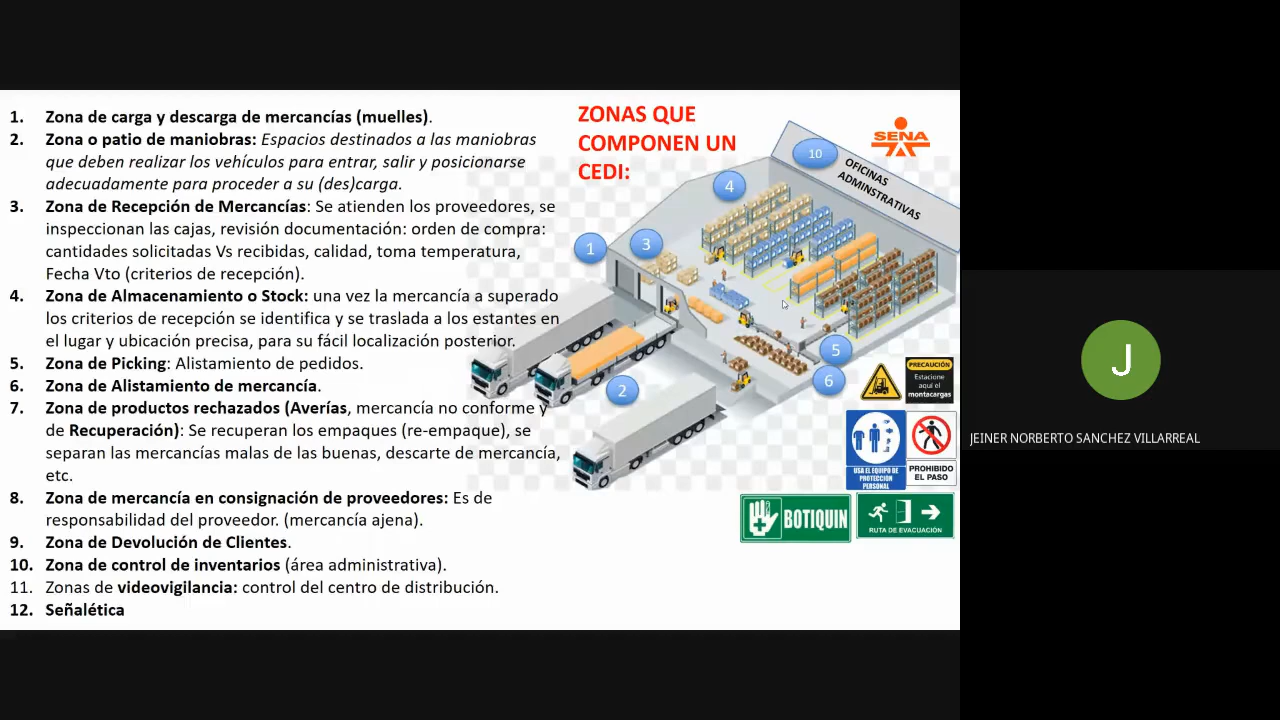 1. Zona de carga y descarga de mercancías (muelles).
2. Zona o patio de maniobras: Espacios destinados a las maniobras
que deben realizar los vehículos para entrar, salir y posicionarse
adecuadamente para proceder a su (des)carga.
3. Zona de Recepción de Mercancías: Se atienden los proveedores, se
inspeccionan las cajas, revisión documentación: orden de compra:
cantidades solicitadas Vs recibidas, calidad, toma temperatura,
Fecha Vto (criterios de recepción).
4. Zona de Almacenamiento o Stock: una vez la mercancía a superado
los criterios de recepción se identifica y se traslada a los estantes en
el lugar y ubicación precisa, para su fácil localización posterior.
5. Zona de Picking: Alistamiento de pedidos.
6. Zona de Alistamiento de mercancía.
7. Zona de productos rechazados (Averías, mercancía no conforme y
de Recuperación): Se recuperan los empaques (re-empaque), se
separan las mercancías malas de las buenas, descarte de mercancía,
etc.
8. Zona de mercancía en consignación de proveedores: Es de
responsabilidad del proveedor. (mercancía ajena).
9. Zona de Devolución de Clientes.
10. Zona de control de inventarios (área administrativa).
11. Zonas de videovigilancia: control del centro de distribución.
12. Señalética
ZONAS QUE
COMPONEN UN
CEDI:
SENA
10
OFICINAS
ADMINSTRATIVAS
4
1
3
2
5
6
PRECAUCIÓN
Estacione
aquí el
montacargas
USA EL EQUIPO DE
PROTECCIÓN
PERSONAL
PROHIBIDO
EL PASO
BOTIQUIN
RUTA DE EVACUACIÓN
J
JEINER NORBERTO SANCHEZ VILLARREAL